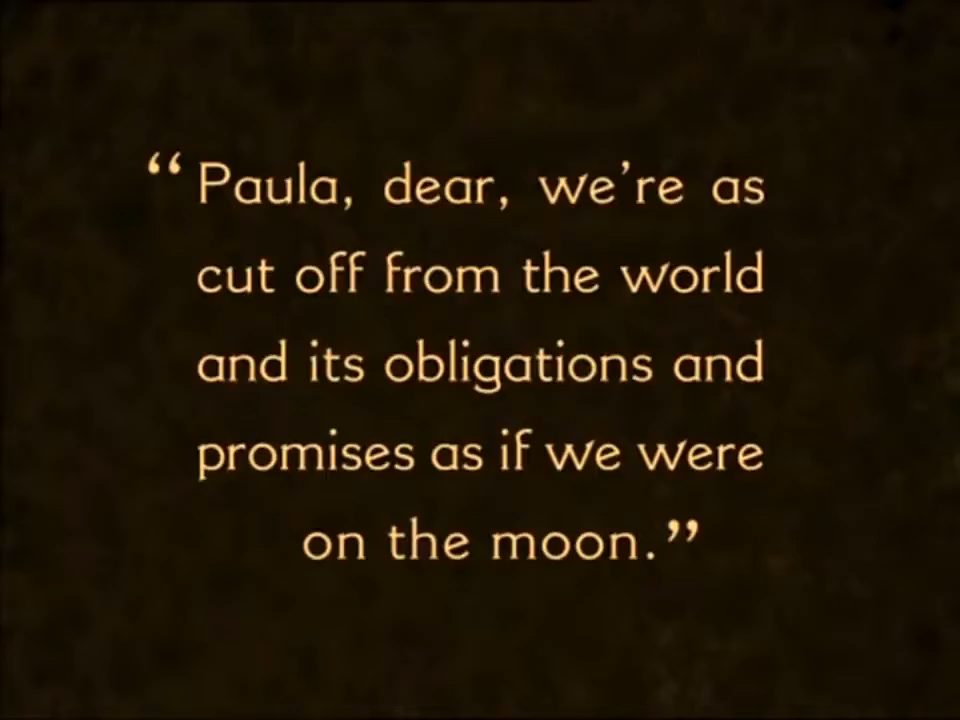 “Paula, dear, we’re as
cut off from the world
and its obligations and
promises as if we were
on the moon.”